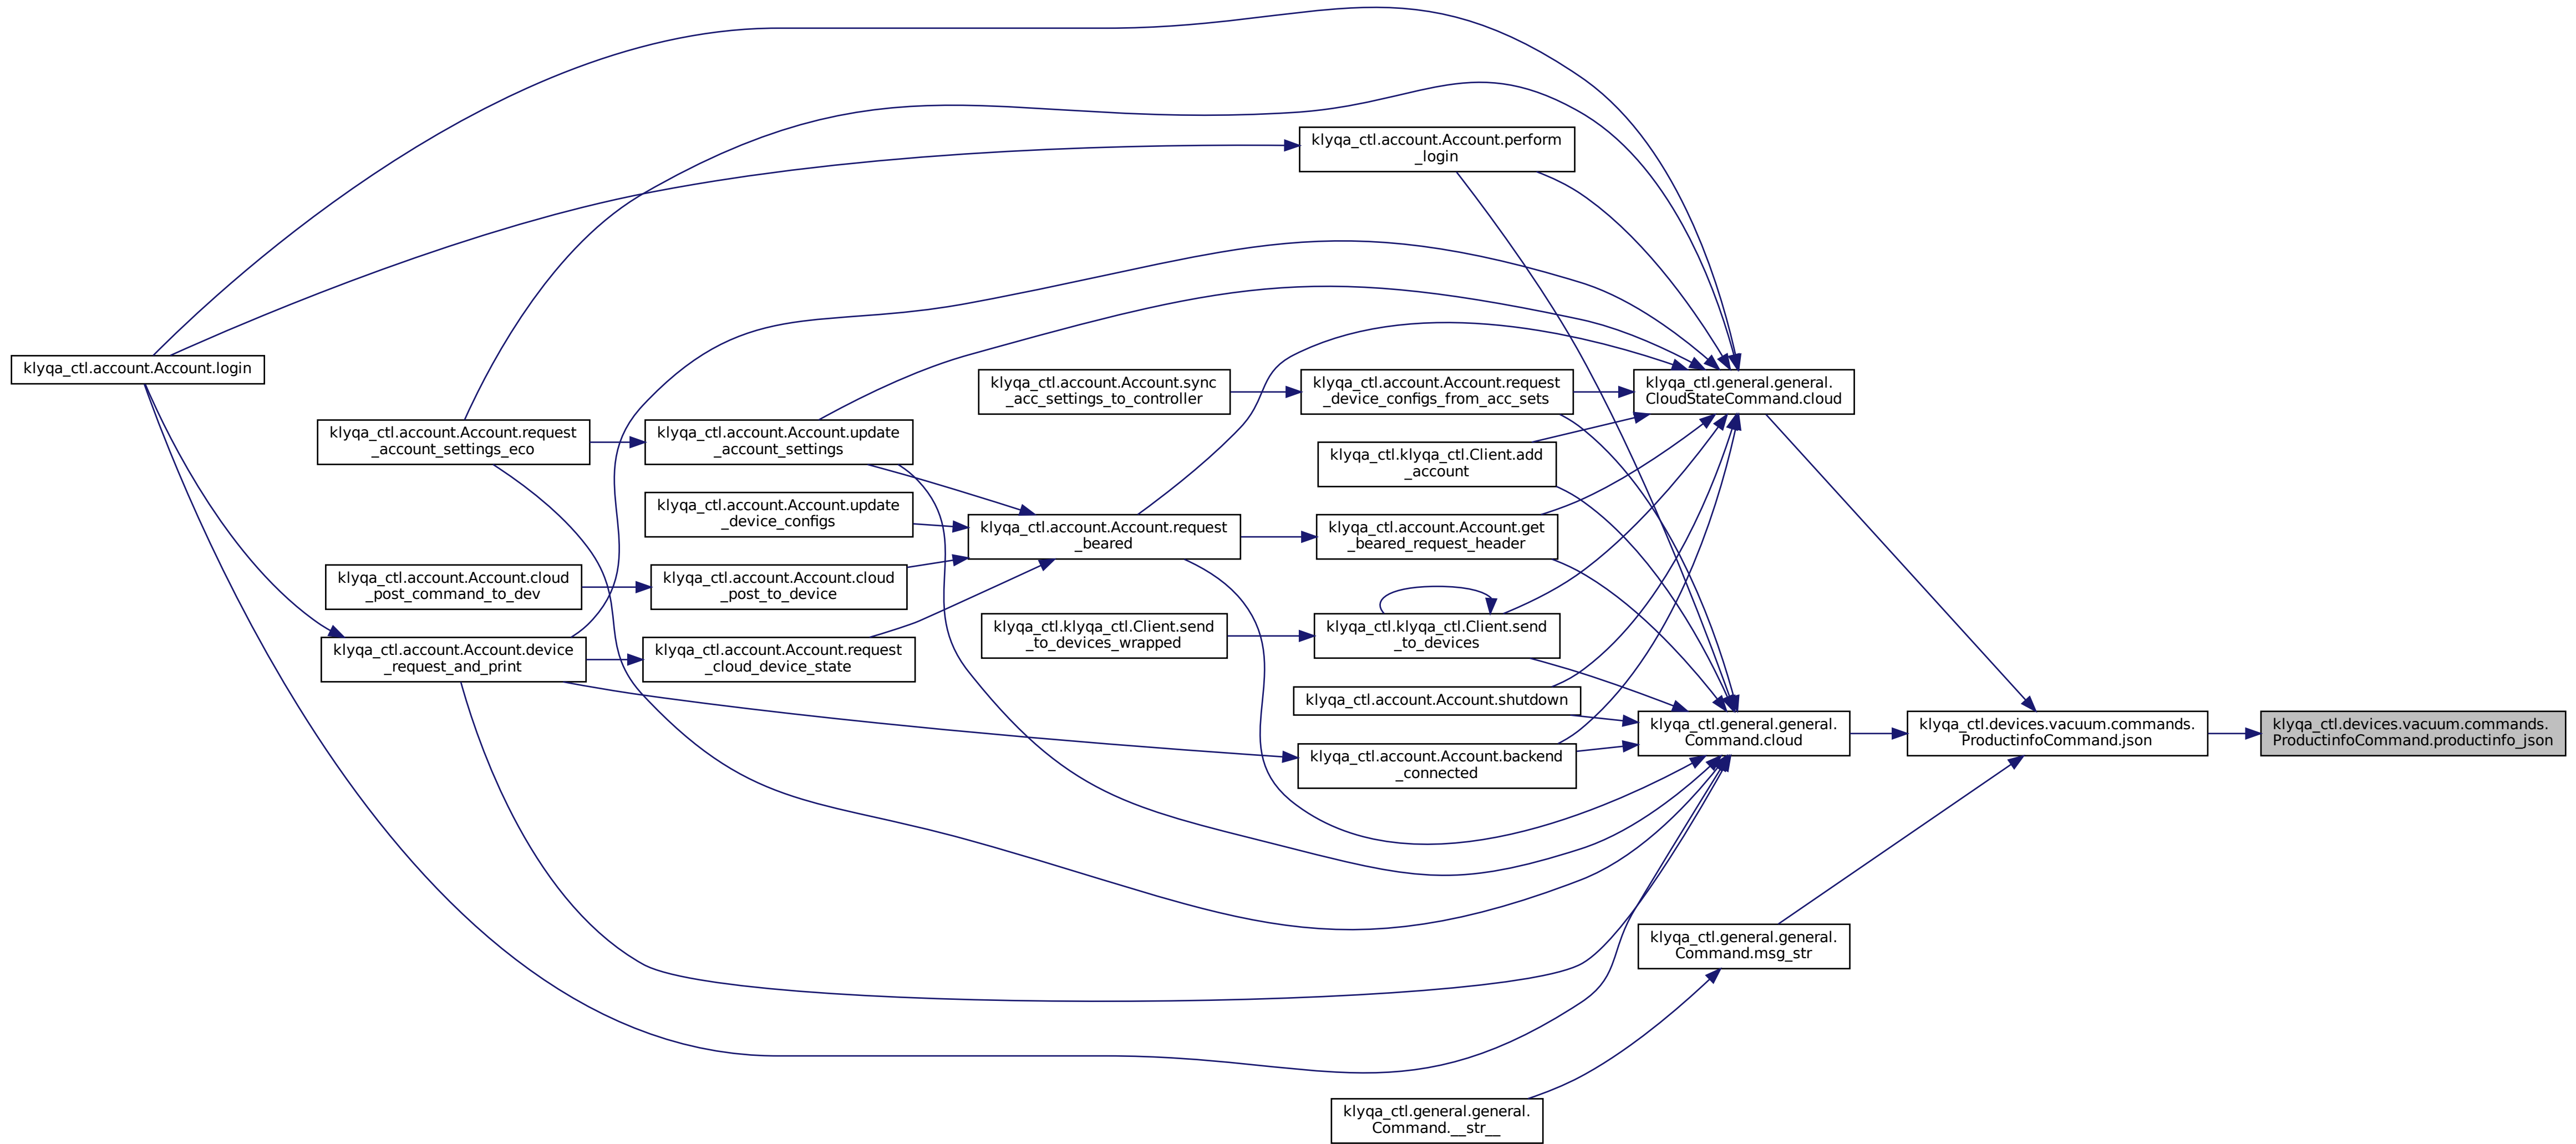 klyqa_ctl.account.Account.perform
_login
klyqa_ctl.account.Account.login
klyqa_ctl.account.Account.sync
_acc_settings_to_controller
klyqa_ctl.account.Account.request
_device_configs_from_acc_sets
klyqa_ctl.general.general.
CloudStateCommand.cloud
klyqa_ctl.account.Account.request
_account_settings_eco
klyqa_ctl.account.Account.update
_account_settings
klyqa_ctl.klyqa_ctl.Client.add
_account
klyqa_ctl.account.Account.update
_device_configs
klyqa_ctl.account.Account.request
_beared
klyqa_ctl.account.Account.get
_beared_request_header
klyqa_ctl.account.Account.cloud
_post_command_to_dev
klyqa_ctl.account.Account.cloud
_post_to_device
klyqa_ctl.klyqa_ctl.Client.send
_to_devices_wrapped
klyqa_ctl.klyqa_ctl.Client.send
_to_devices
klyqa_ctl.account.Account.device
_request_and_print
klyqa_ctl.account.Account.request
_cloud_device_state
klyqa_ctl.account.Account.shutdown
klyqa_ctl.general.general.
Command.cloud
klyqa_ctl.devices.vacuum.commands.
ProductinfoCommand.json
klyqa_ctl.devices.vacuum.commands.
ProductinfoCommand.productinfo_json
klyqa_ctl.account.Account.backend
_connected
klyqa_ctl.general.general.
Command.msg_str
klyqa_ctl.general.general.
Command.__str__